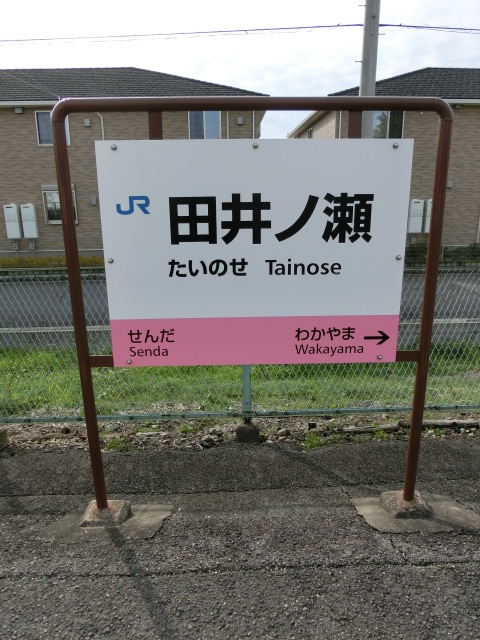 JR 田井ノ瀬
たいのせ Tainose
せんだ わかやま →
Senda Wakayama